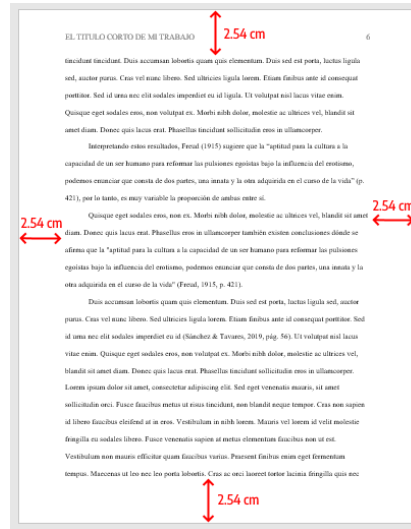 2.54 cm
EL TITULO CORTO DE MI TRABAJO 6
tincidunt tincidunt. Duis accumsan lobortis quam quis elementum. Duis sed est porta, luctus ligula
sed, auctor purus. Cras vel nunc libero. Sed ultricies ligula lorem. Etiam finibus ante id consequat
porttitor. Sed id urna nec elit sodales imperdiet eu id ligula. Ut volutpat nisl lacus vitae enim.
Quisque eget sodales eros, non volutpat ex. Morbi nibh dolor, molestie ac ultrices vel, blandit sit
amet diam. Donec quis lacus erat. Phasellus tincidunt sollicitudin eros in ullamcorper.
Interpretando estos resultados, Freud (1915) sugiere que la “aptitud para la cultura a la
capacidad de un ser humano para reformar las pulsiones egoístas bajo la influencia del erotismo,
podemos enunciar que consta de dos partes, una innata y la otra adquirida en el curso de la vida” (p.
421), por lo tanto, es muy variable la proporción de ambas entre sí.
Quisque eget sodales eros, non ex. Morbi nibh dolor, molestie ac ultrices vel, blandit sit amet
2.54 cm
2.54 cm
diam. Donec quis lacus erat. Phasellus eros in ullamcorper también existen conclusiones dónde se
afirma que la “aptitud para la cultura a la capacidad de un ser humano para reformar las pulsiones
egoístas bajo la influencia del erotismo, podemos enunciar que consta de dos partes, una innata y la
otra adquirida en el curso de la vida” (Freud, 1915, p. 421).
Duis accumsan lobortis quam quis elementum. Duis sed est porta, luctus ligula sed, auctor
purus. Cras vel nunc libero. Sed ultricies ligula lorem. Etiam finibus ante id consequat porttitor. Sed
id urna nec elit sodales imperdiet eu id (Sánchez & Tavares, 2019, pág. 56). Ut volutpat nisl lacus
vitae enim. Quisque eget sodales eros, non volutpat ex. Morbi nibh dolor, molestie ac ultrices vel,
blandit sit amet diam. Donec quis lacus erat. Phasellus tincidunt sollicitudin eros in ullamcorper.
Lorem ipsum dolor sit amet, consectetur adipiscing elit. Sed eget venenatis mauris, sit amet
sollicitudin orci. Fusce faucibus metus ut risus tincidunt, non blandit neque tempor. Cras non sapien
id libero faucibus eleifend at in eros. Vestibulum in nibh lorem. Mauris vel lorem id velit molestie
fringilla eu sodales libero. Fusce venenatis sapien at metus elementum faucibus non ut est.
Vestibulum non mauris efficitur quam faucibus varius. Praesent finibus enim eget fermentum
tempus. Maecenas ut leo nec leo porta lobortis. Cras ac orci laoreet tortor lacinia fringilla quis nec
2.54 cm